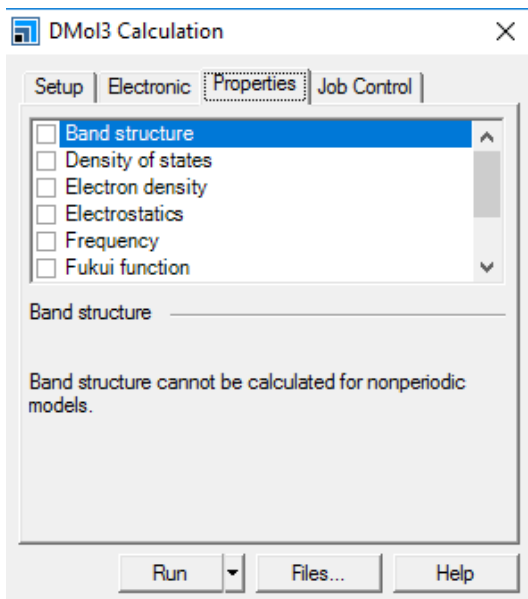 DMol3 Calculation
Setup
Electronic
Properties
Job Control
Band structure
Density of states
Electron density
Electrostatics
Frequency
Fukui function
Band structure
Band structure cannot be calculated for nonperiodic
models.
Run
Files...
Help